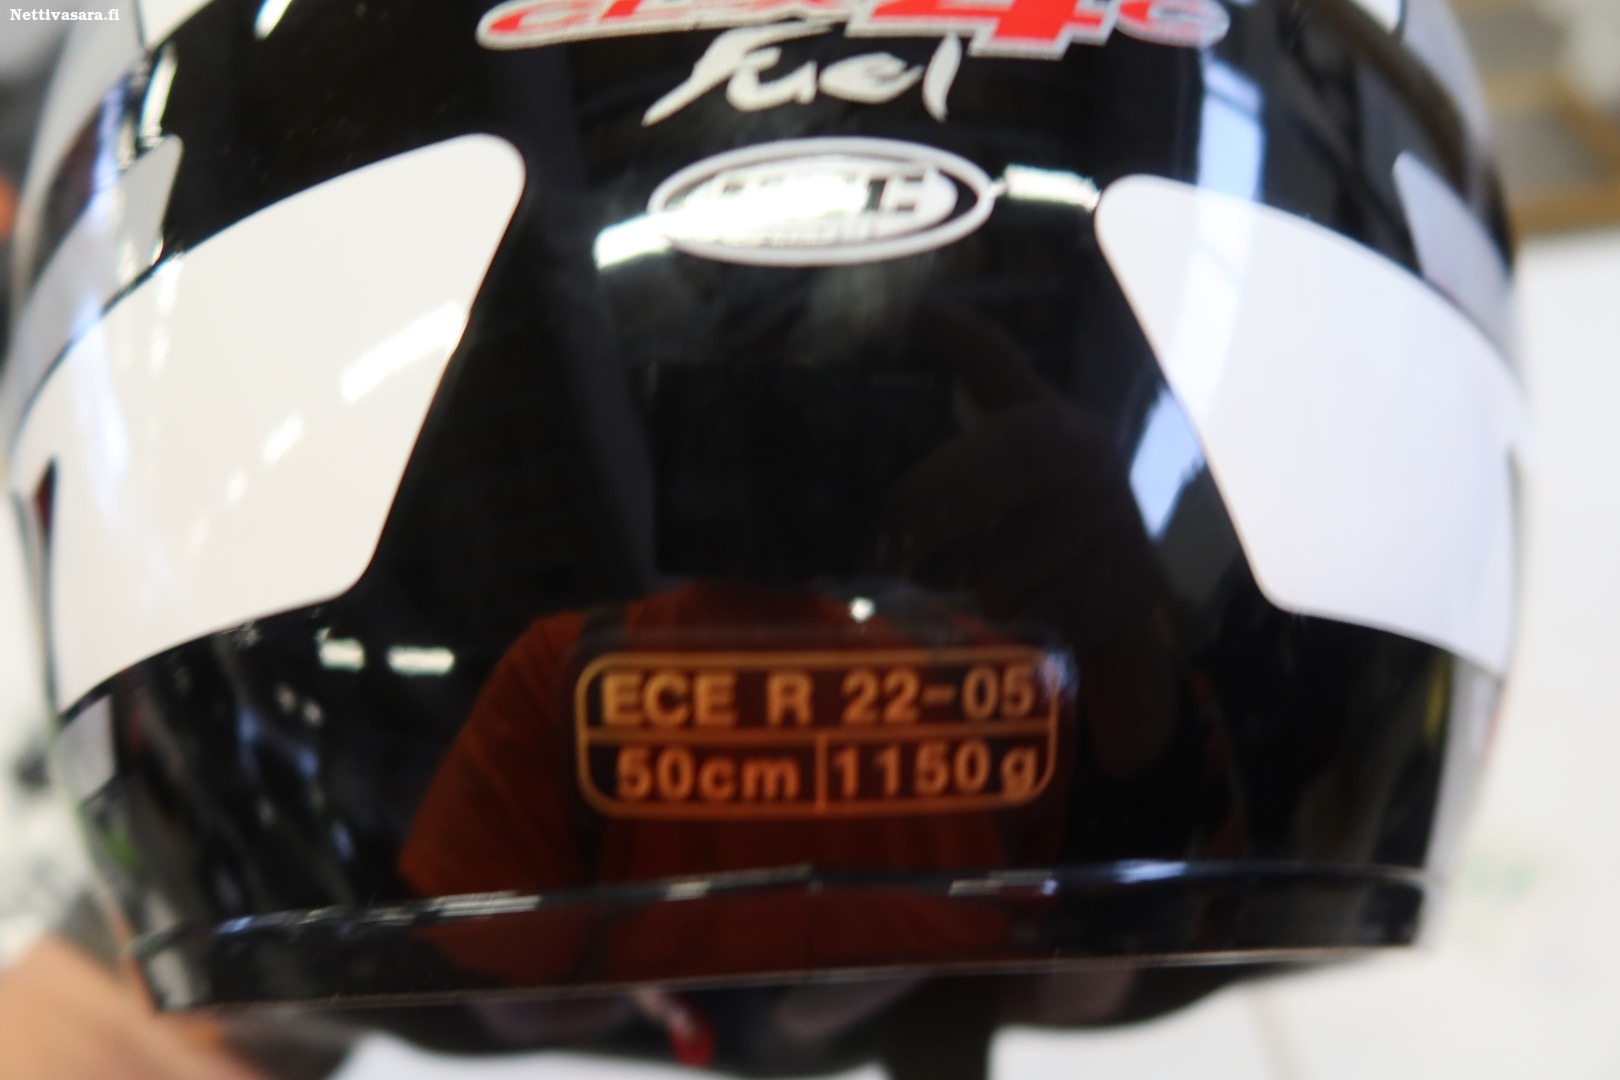 Nettivasara.fi
Fuel
ECE R 22-05
50cm 1150g